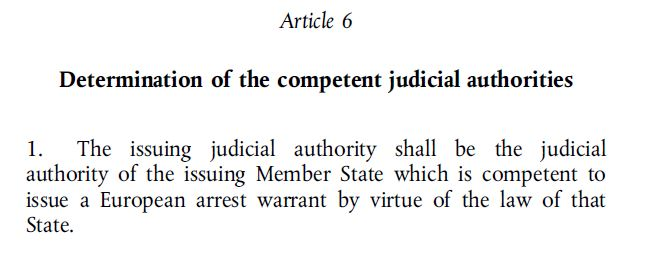 Article 6
Determination of the competent judicial authorities
1. The issuing judicial authority shall be the judicial
authority of the issuing Member State which is competent to
issue a European arrest warrant by virtue of the law of that
State.